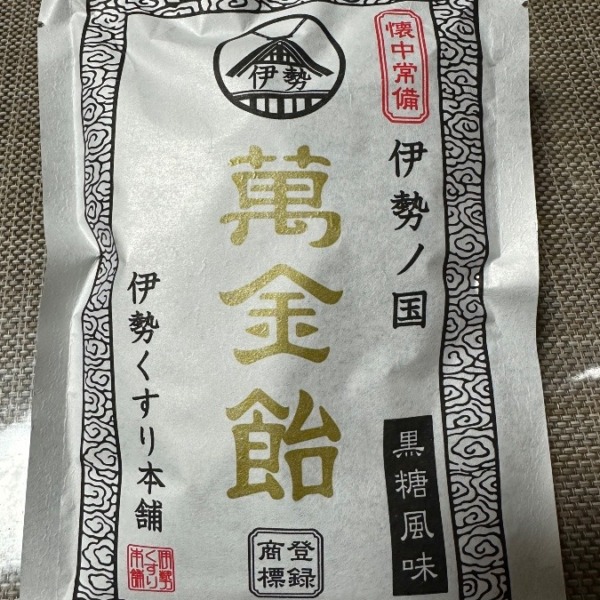 懐中常備
伊勢ノ国
黒糖風味
伊勢
萬金飴
登録
商標
伊勢くすり本舗
伊勢
くすり
本舗